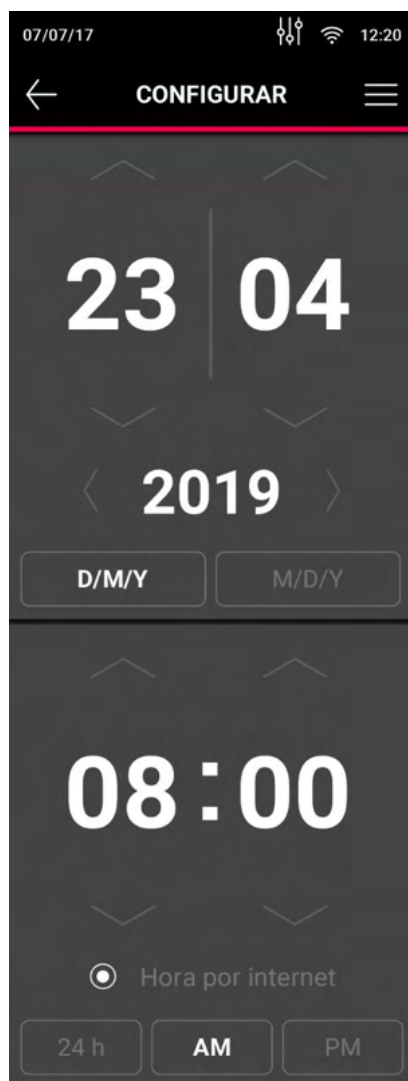 07/07/17 12:20
CONFIGURAR
23 04
2019
D/M/Y M/D/Y
08:00
Hora por internet
24 h AM PM